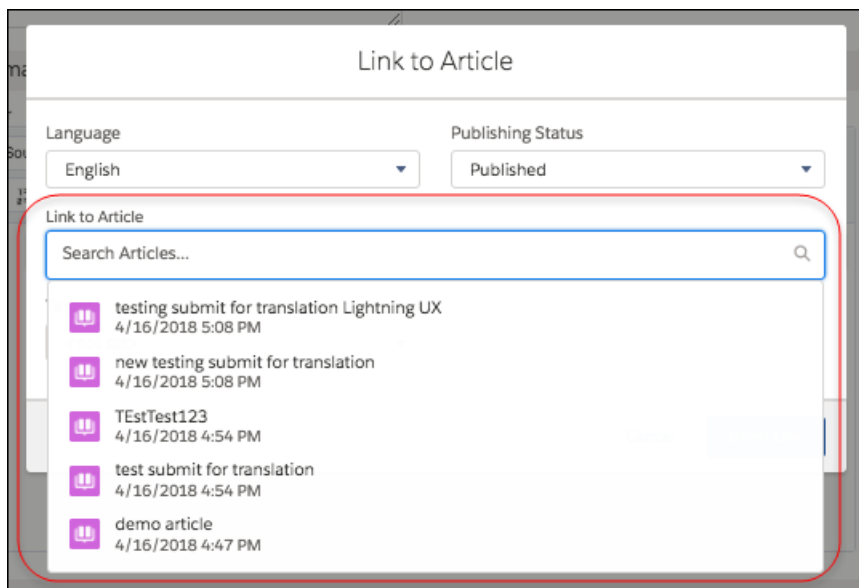 Link to Article
Language
Publishing Status
English
Published
Link to Article
Search Articles...
testing submit for translation Lightning UX
4/16/2018 5:08 PM
new testing submit for translation
4/16/2018 5:08 PM
TEstTest123
4/16/2018 4:54 PM
test submit for translation
4/16/2018 4:54 PM
demo article
4/16/2018 4:47 PM